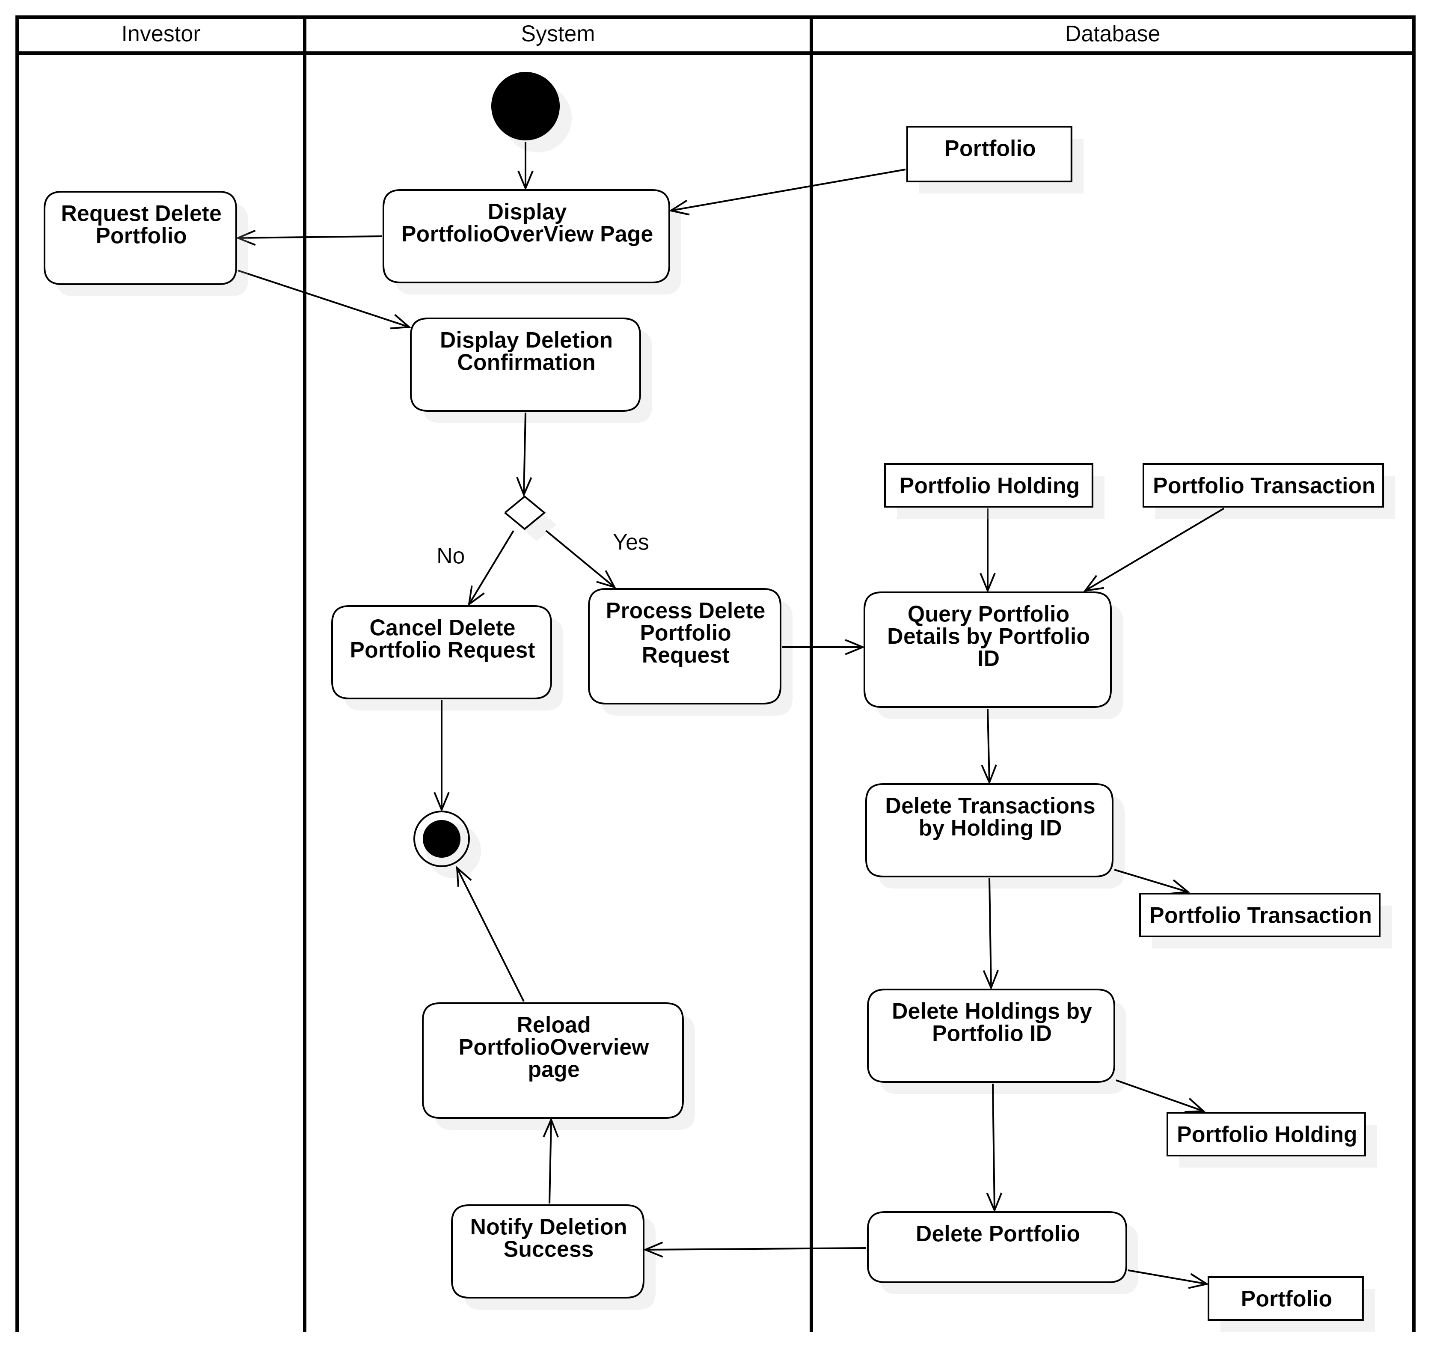 Investor
System
Database
Portfolio
Request Delete
Portfolio
Display
PortfolioOverView Page
Display Deletion
Confirmation
Portfolio Holding
Portfolio Transaction
No
Yes
Cancel Delete
Portfolio Request
Process Delete
Portfolio
Request
Query Portfolio
Details by Portfolio
ID
Delete Transactions
by Holding ID
Portfolio Transaction
Reload
PortfolioOverview
page
Delete Holdings by
Portfolio ID
Portfolio Holding
Notify Deletion
Success
Delete Portfolio
Portfolio